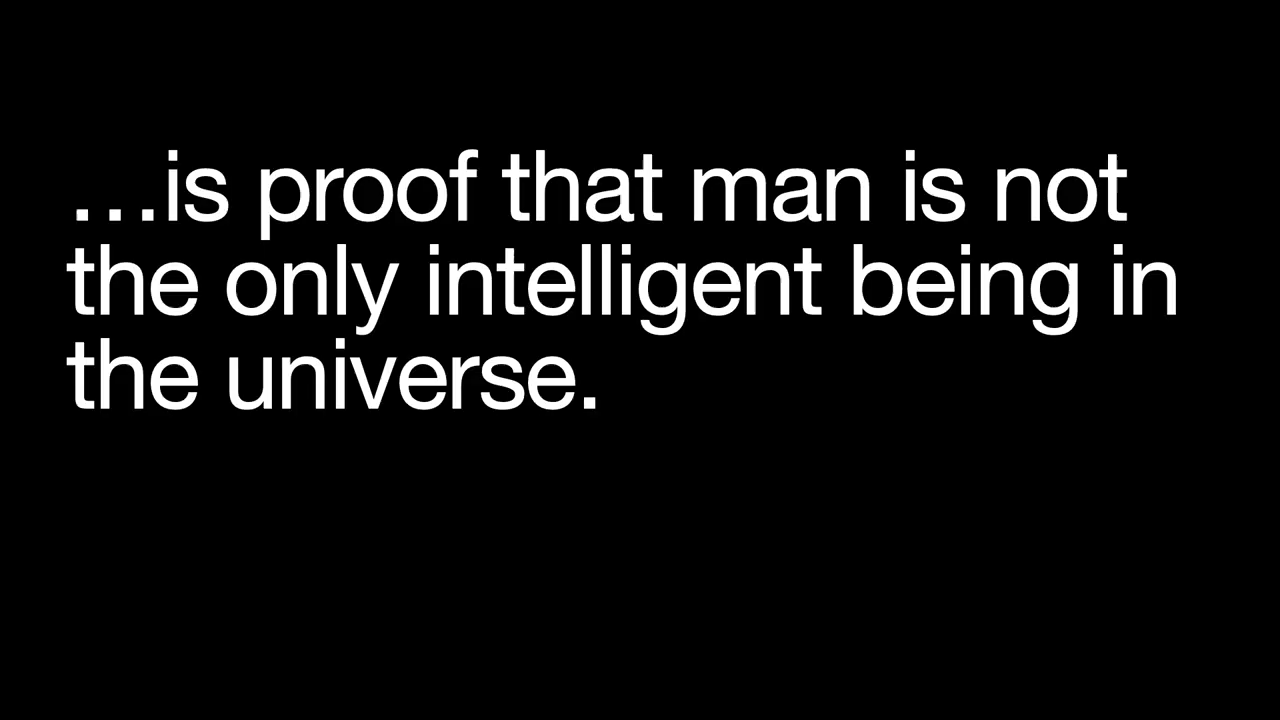 …is proof that man is not
the only intelligent being in
the universe.